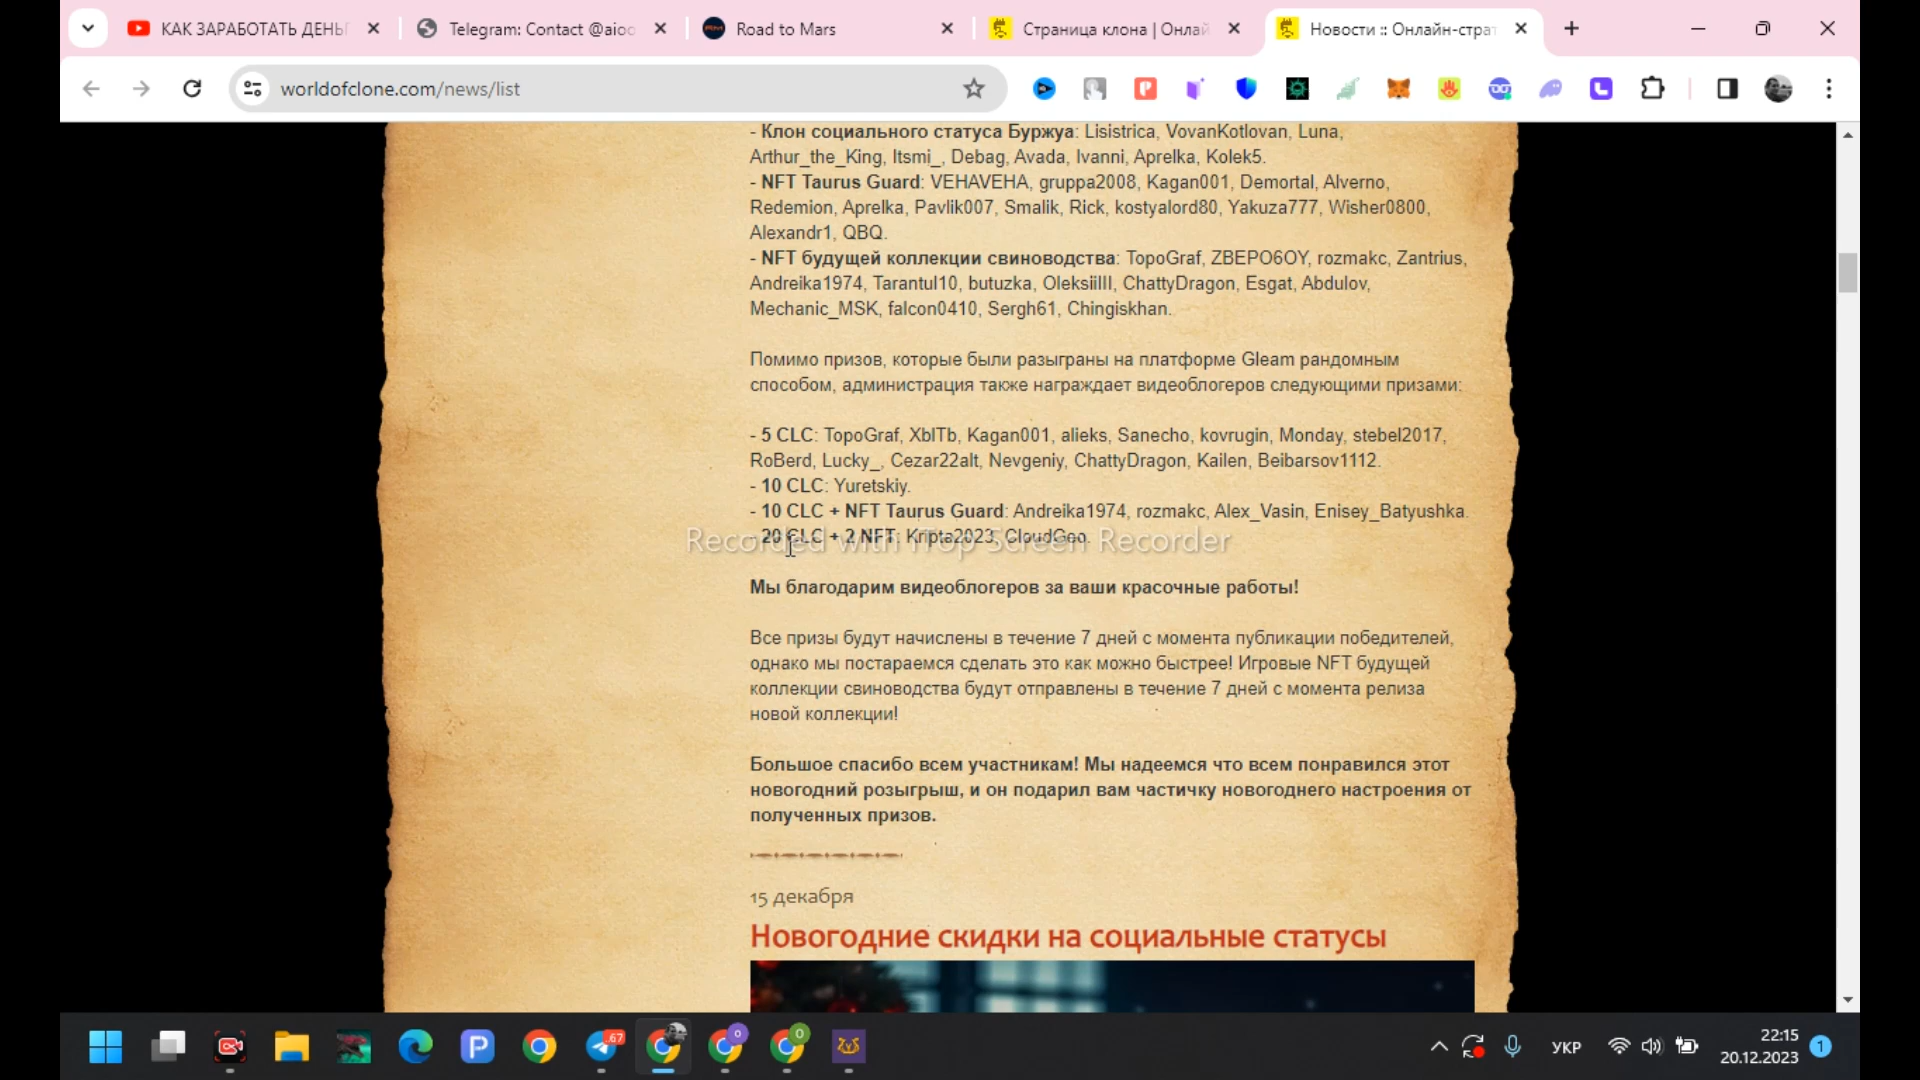 КАК ЗАРАБОТАТЬ ДЕНЬГ
Telegram: Contact @aioc
Road to Mars
Страница клона | Онлай
Новости :: Онлайн-страт
worldofclone.com/news/list
- Клон социального статуса Буржуа: Lisistrica, VovanKotlovan, Luna,
Arthur_the_King, Itsmi_, Debag, Avada, Ivanni, Aprelka, Kolek5.
- NFT Taurus Guard: VEHAVEHA, gruppa2008, Kagan001, Demortal, Alverno,
Redemion, Aprelka, Pavlik007, Smalik, Rick, kostyalord80, Yakuza777, Wisher0800,
Alexandr1, QBQ.
- NFT будущей коллекции свиноводства: TopoGraf, ZBEPO6OY, rozmakc, Zantrius,
Andreika1974, Tarantul10, butuzka, OleksiiIII, ChattyDragon, Esgat, Abdulov,
Mechanic_MSK, falcon0410, Sergh61, Chingiskhan.
Помимо призов, которые были разыграны на платформе Gleam рандомным
способом, администрация также награждает видеоблогеров следующими призами:
- 5 CLC: TopoGraf, XbITb, Kagan001, alieks, Sanecho, kovrugin, Monday, stebel2017,
RoBerd, Lucky_, Cezar22alt, Nevgeniy, ChattyDragon, Kailen, Beibarsov1112.
- 10 CLC: Yuretskiy.
- 10 CLC + NFT Taurus Guard: Andreika1974, rozmakc, Alex_Vasin, Enisey_Batyushka.
- 20 CLC + 2 NFT: Kripta2023, CloudGeo.
Recorded with iTop Screen Recorder
Мы благодарим видеоблогеров за ваши красочные работы!
Все призы будут начислены в течение 7 дней с момента публикации победителей,
однако мы постараемся сделать это как можно быстрее! Игровые NFT будущей
коллекции свиноводства будут отправлены в течение 7 дней с момента релиза
новой коллекции!
Большое спасибо всем участникам! Мы надеемся что всем понравился этот
новогодний розыгрыш, и он подарил вам частичку новогоднего настроения от
полученных призов.
15 декабря
Новогодние скидки на социальные статусы
67
0
0
УКР
22:15
20.12.2023
1